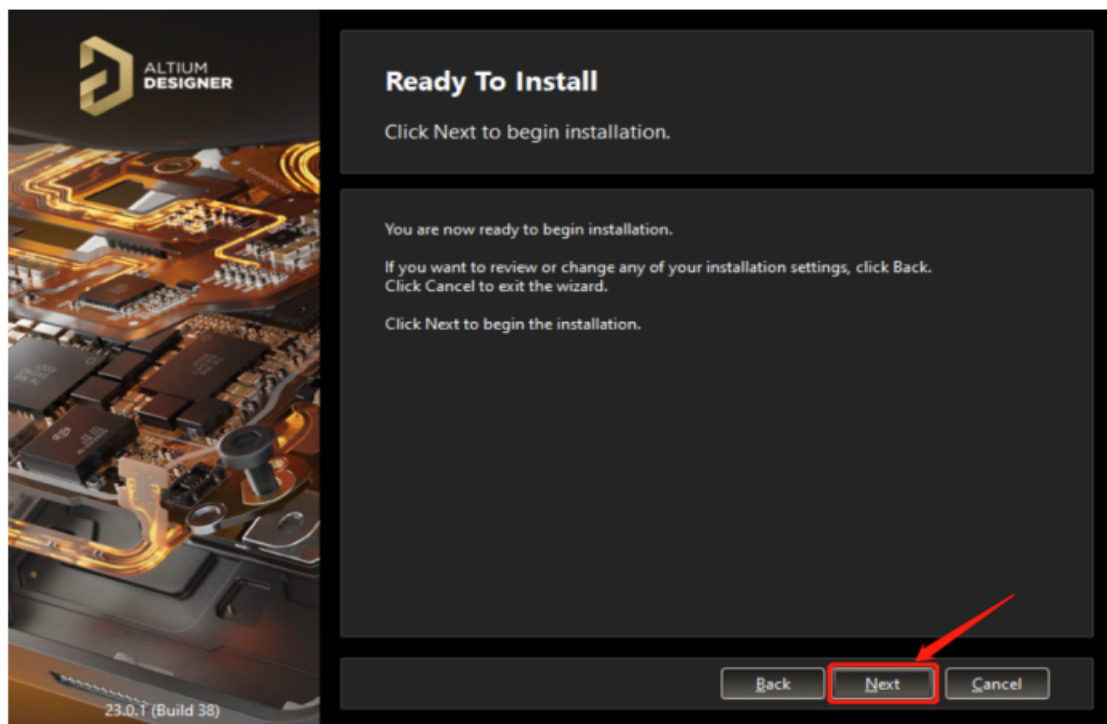 ALTIUM
DESIGNER
Ready To Install
Click Next to begin installation.
You are now ready to begin installation.
If you want to review or change any of your installation settings, click Back.
Click Cancel to exit the wizard.
Click Next to begin the installation.
Back
Next
Cancel
23.0.1 (Build 38)